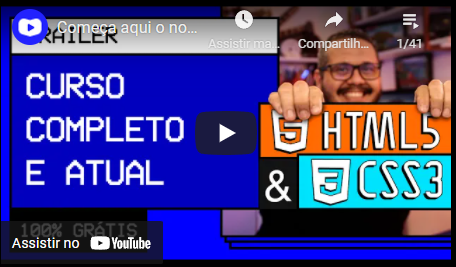 TRAILER
Começa aqui o no...
Assistir ma...
Compartilh...
1/41
CURSO
COMPLETO
E ATUAL
HTML5
&
CSS3
100% GRÁTIS
Assistir no YouTube